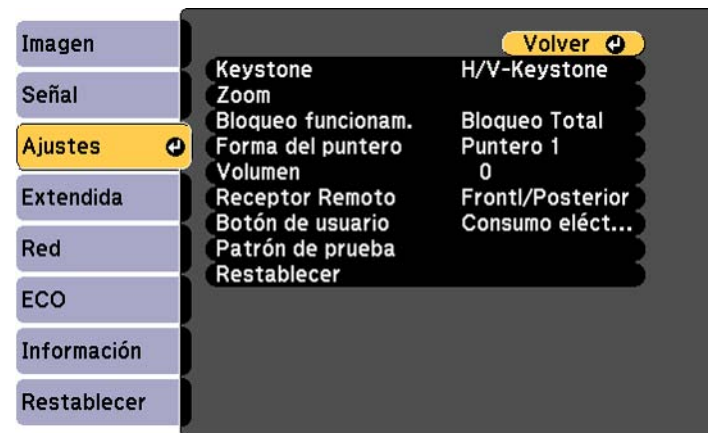 Imagen
Señal
Ajustes
Extendida
Red
ECO
Información
Restablecer
Volver
Keystone H/V-Keystone
Zoom
Bloqueo funcionam. Bloqueo Total
Forma del puntero Puntero 1
Volumen 0
Receptor Remoto Frontl/Posterior
Botón de usuario Consumo eléct...
Patrón de prueba
Restablecer